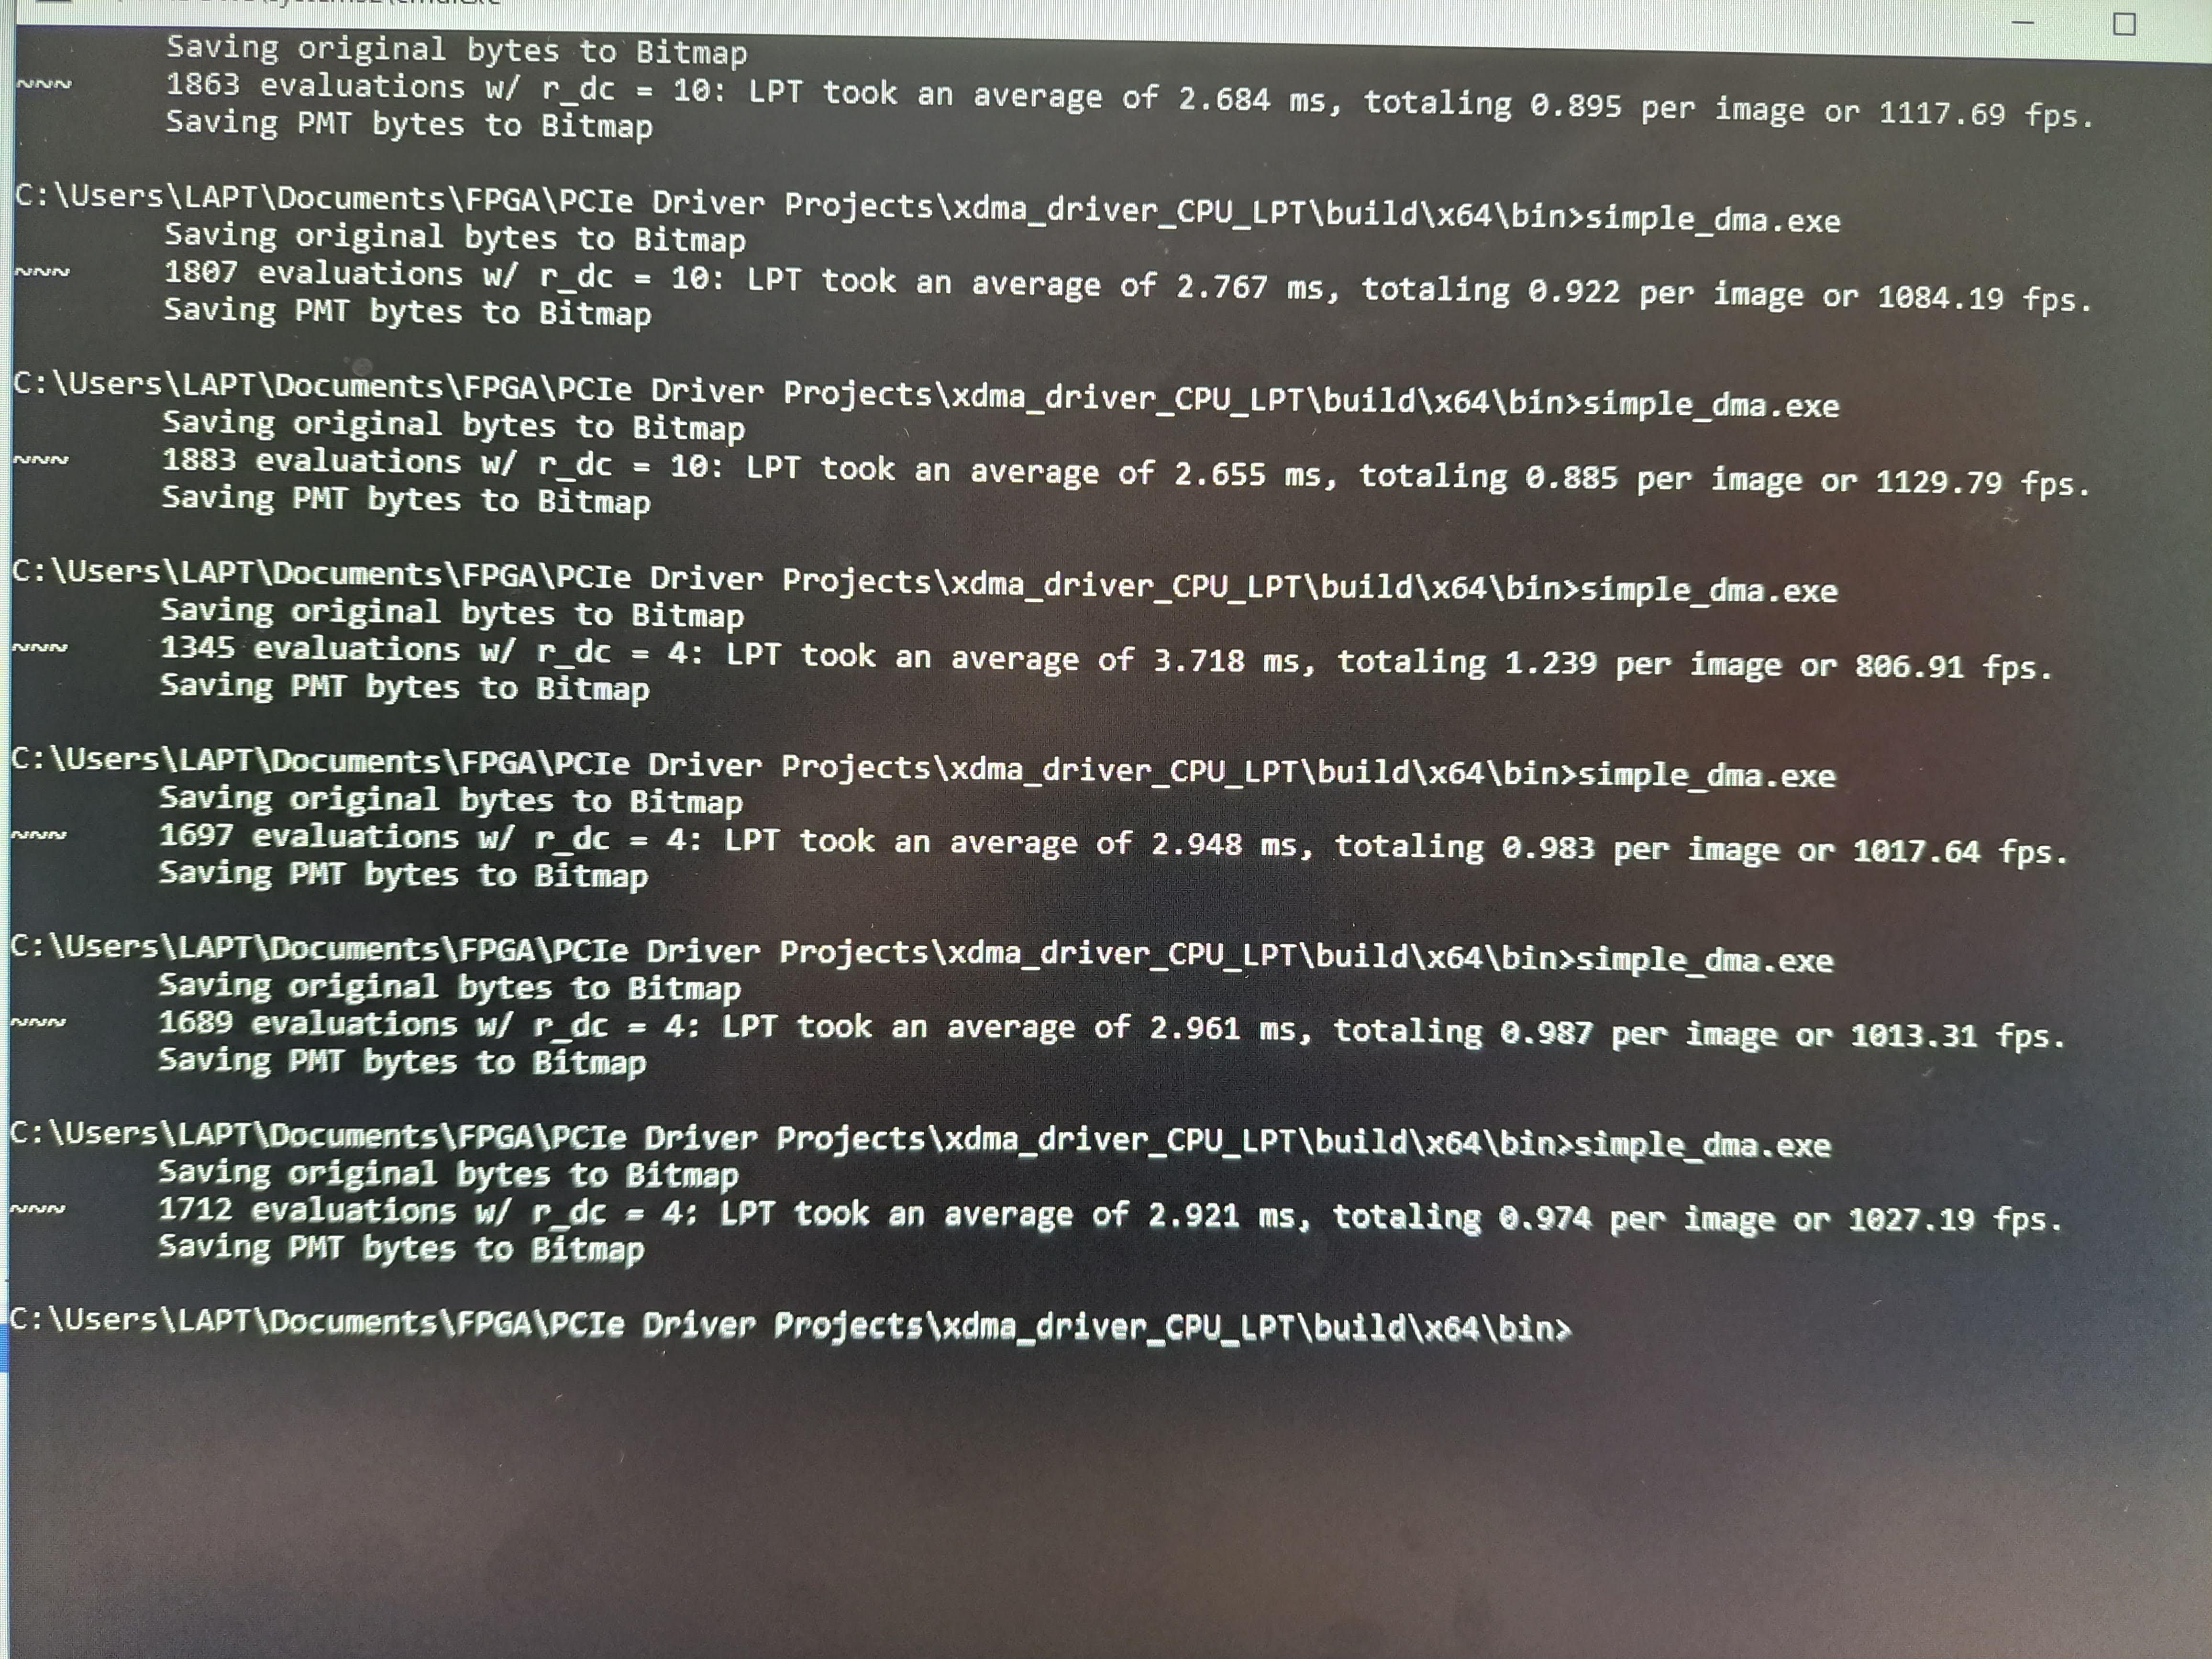 Saving original bytes to Bitmap
~~~ 1863 evaluations w/ r_dc = 10: LPT took an average of 2.684 ms, totaling 0.895 per image or 1117.69 fps.
Saving PMT bytes to Bitmap
C:\Users\LAPT\Documents\FPGA\PCIe Driver Projects\xdma_driver_CPU_LPT\build\x64\bin>simple_dma.exe
Saving original bytes to Bitmap
~~~ 1807 evaluations w/ r_dc = 10: LPT took an average of 2.767 ms, totaling 0.922 per image or 1084.19 fps.
Saving PMT bytes to Bitmap
C:\Users\LAPT\Documents\FPGA\PCIe Driver Projects\xdma_driver_CPU_LPT\build\x64\bin>simple_dma.exe
Saving original bytes to Bitmap
~~~ 1883 evaluations w/ r_dc = 10: LPT took an average of 2.655 ms, totaling 0.885 per image or 1129.79 fps.
Saving PMT bytes to Bitmap
C:\Users\LAPT\Documents\FPGA\PCIe Driver Projects\xdma_driver_CPU_LPT\build\x64\bin>simple_dma.exe
Saving original bytes to Bitmap
~~~ 1345 evaluations w/ r_dc = 4: LPT took an average of 3.718 ms, totaling 1.239 per image or 806.91 fps.
Saving PMT bytes to Bitmap
C:\Users\LAPT\Documents\FPGA\PCIe Driver Projects\xdma_driver_CPU_LPT\build\x64\bin>simple_dma.exe
Saving original bytes to Bitmap
~~~ 1697 evaluations w/ r_dc = 4: LPT took an average of 2.948 ms, totaling 0.983 per image or 1017.64 fps.
Saving PMT bytes to Bitmap
C:\Users\LAPT\Documents\FPGA\PCIe Driver Projects\xdma_driver_CPU_LPT\build\x64\bin>simple_dma.exe
Saving original bytes to Bitmap
~~~ 1689 evaluations w/ r_dc = 4: LPT took an average of 2.961 ms, totaling 0.987 per image or 1013.31 fps.
Saving PMT bytes to Bitmap
C:\Users\LAPT\Documents\FPGA\PCIe Driver Projects\xdma_driver_CPU_LPT\build\x64\bin>simple_dma.exe
Saving original bytes to Bitmap
~~~ 1712 evaluations w/ r_dc = 4: LPT took an average of 2.921 ms, totaling 0.974 per image or 1027.19 fps.
Saving PMT bytes to Bitmap
C:\Users\LAPT\Documents\FPGA\PCIe Driver Projects\xdma_driver_CPU_LPT\build\x64\bin>